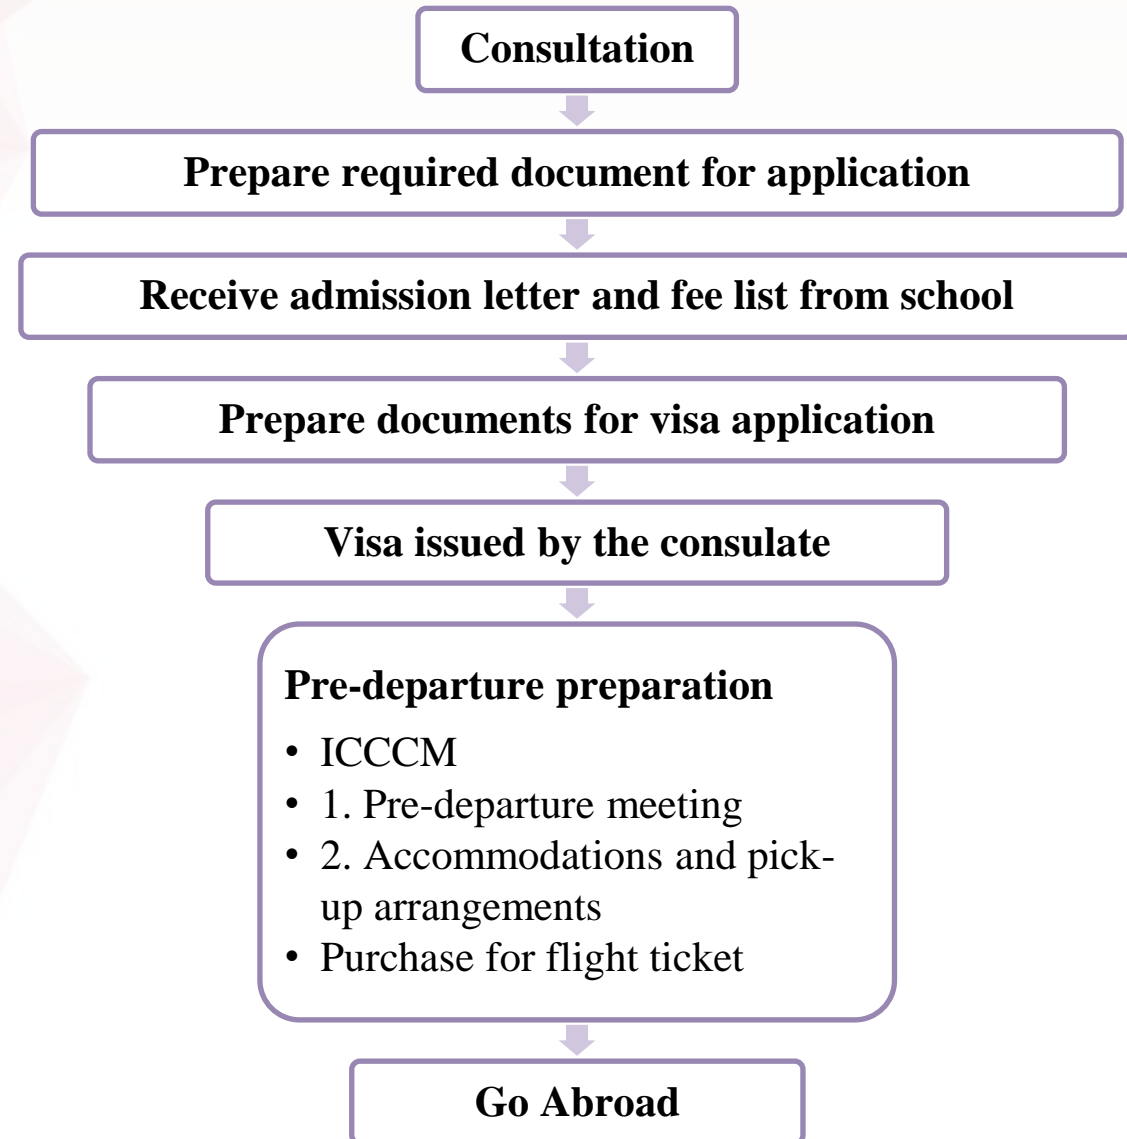 Consultation
Prepare required document for application
Receive admission letter and fee list from school
Prepare documents for visa application
Visa issued by the consulate
Pre-departure preparation
• ICCCM
• 1. Pre-departure meeting
• 2. Accommodations and pick-
up arrangements
• Purchase for flight ticket
Go Abroad